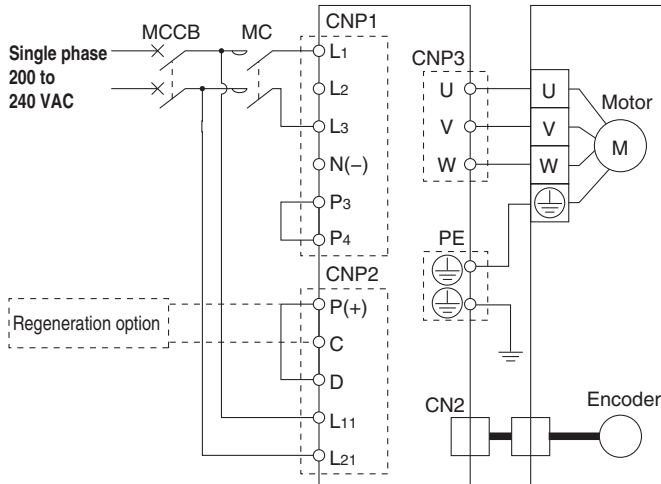 MCCB
MC
CNP1
Single phase
200 to
240 VAC
L1
L2
L3
N(−)
P3
P4
CNP3
U
V
W
U
V
W
Motor
M
PE
CNP2
Regeneration option
P(+)
C
D
L11
L21
CN2
Encoder